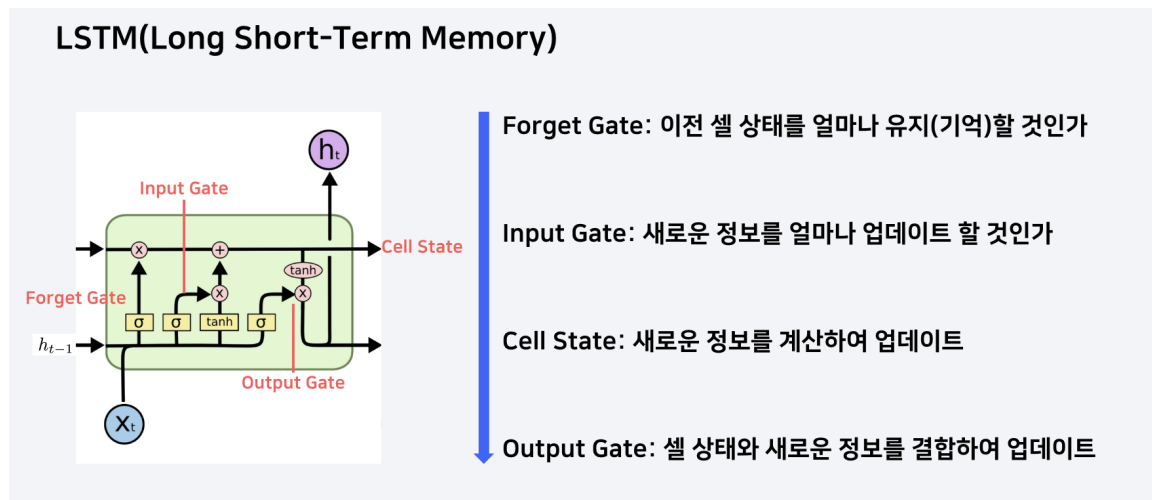 LSTM(Long Short-Term Memory)
h_t
Input Gate
x
+
Cell State
tanh
Forget Gate
x
x
σ
σ
tanh
σ
h_{t-1}
Output Gate
x_t
Forget Gate: 이전 셀 상태를 얼마나 유지(기억)할 것인가
Input Gate: 새로운 정보를 얼마나 업데이트 할 것인가
Cell State: 새로운 정보를 계산하여 업데이트
Output Gate: 셀 상태와 새로운 정보를 결합하여 업데이트